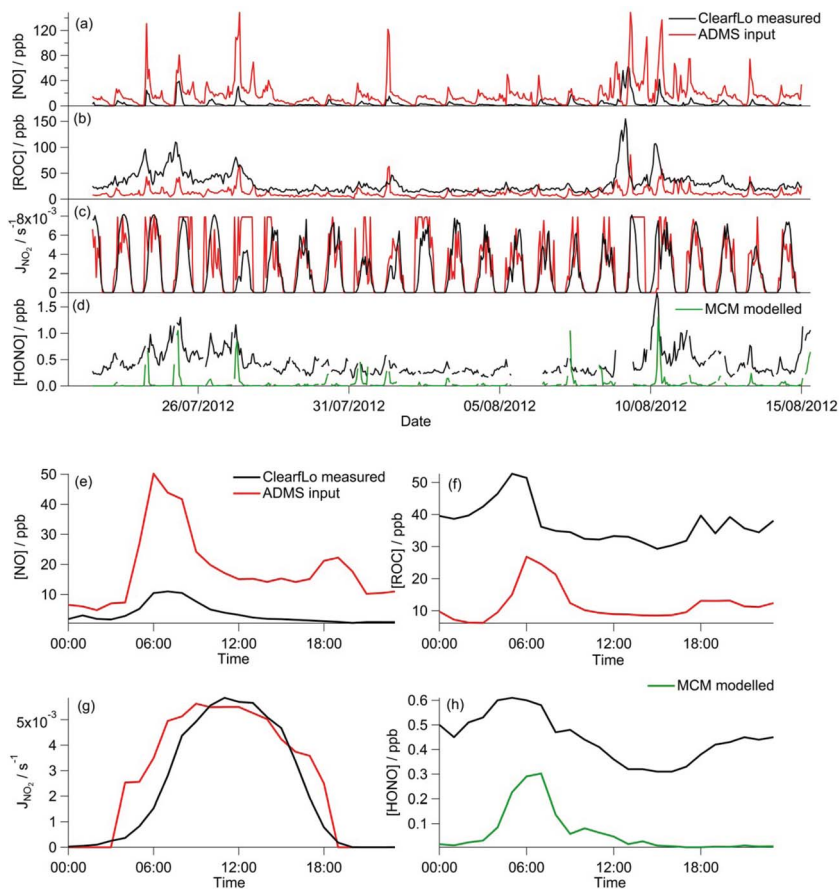 (a)
ClearfLo measured
ADMS input
[NO] / ppb
120
80
40
0
(b)
[ROC] / ppb
150
100
50
0
(c)
J NO2 / s-1
8x10-3
6
4
2
0
(d)
MCM modelled
[HONO] / ppb
1.5
1.0
0.5
0.0
26/07/2012 31/07/2012 05/08/2012 10/08/2012 15/08/2012
Date
(e)
ClearfLo measured
ADMS input
[NO] / ppb
50
40
30
20
10
00:00 06:00 12:00 18:00
Time
(f)
[ROC] / ppb
50
40
30
20
10
00:00 06:00 12:00 18:00
Time
(g)
J NO2 / s-1
5x10-3
4
3
2
1
0
00:00 06:00 12:00 18:00
Time
MCM modelled
(h)
[HONO] / ppb
0.6
0.5
0.4
0.3
0.2
0.1
00:00 06:00 12:00 18:00
Time